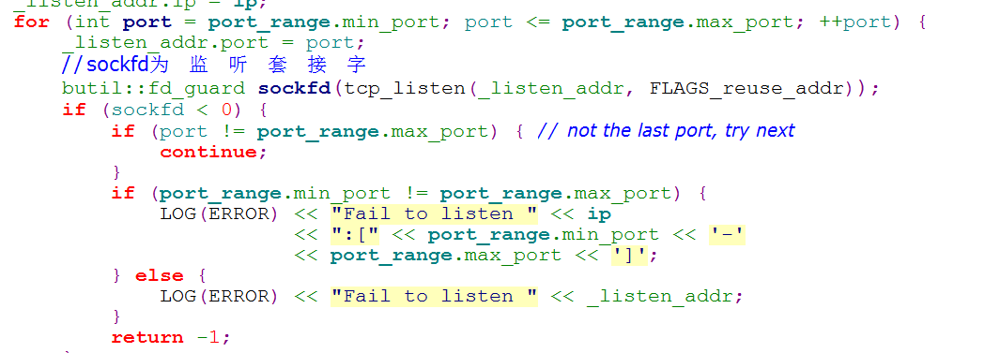 _listen_addr.ip = ip;
for (int port = port_range.min_port; port <= port_range.max_port; ++port) {
_listen_addr.port = port;
//sockfd为 监 听 套 接 字
butil::fd_guard sockfd(tcp_listen(_listen_addr, FLAGS_reuse_addr));
if (sockfd < 0) {
if (port != port_range.max_port) { // not the last port, try next
continue;
}
if (port_range.min_port != port_range.max_port) {
LOG(ERROR) << "Fail to listen " << ip
<< ":[" << port_range.min_port << '-'
<< port_range.max_port << ']';
} else {
LOG(ERROR) << "Fail to listen " << _listen_addr;
}
return -1;